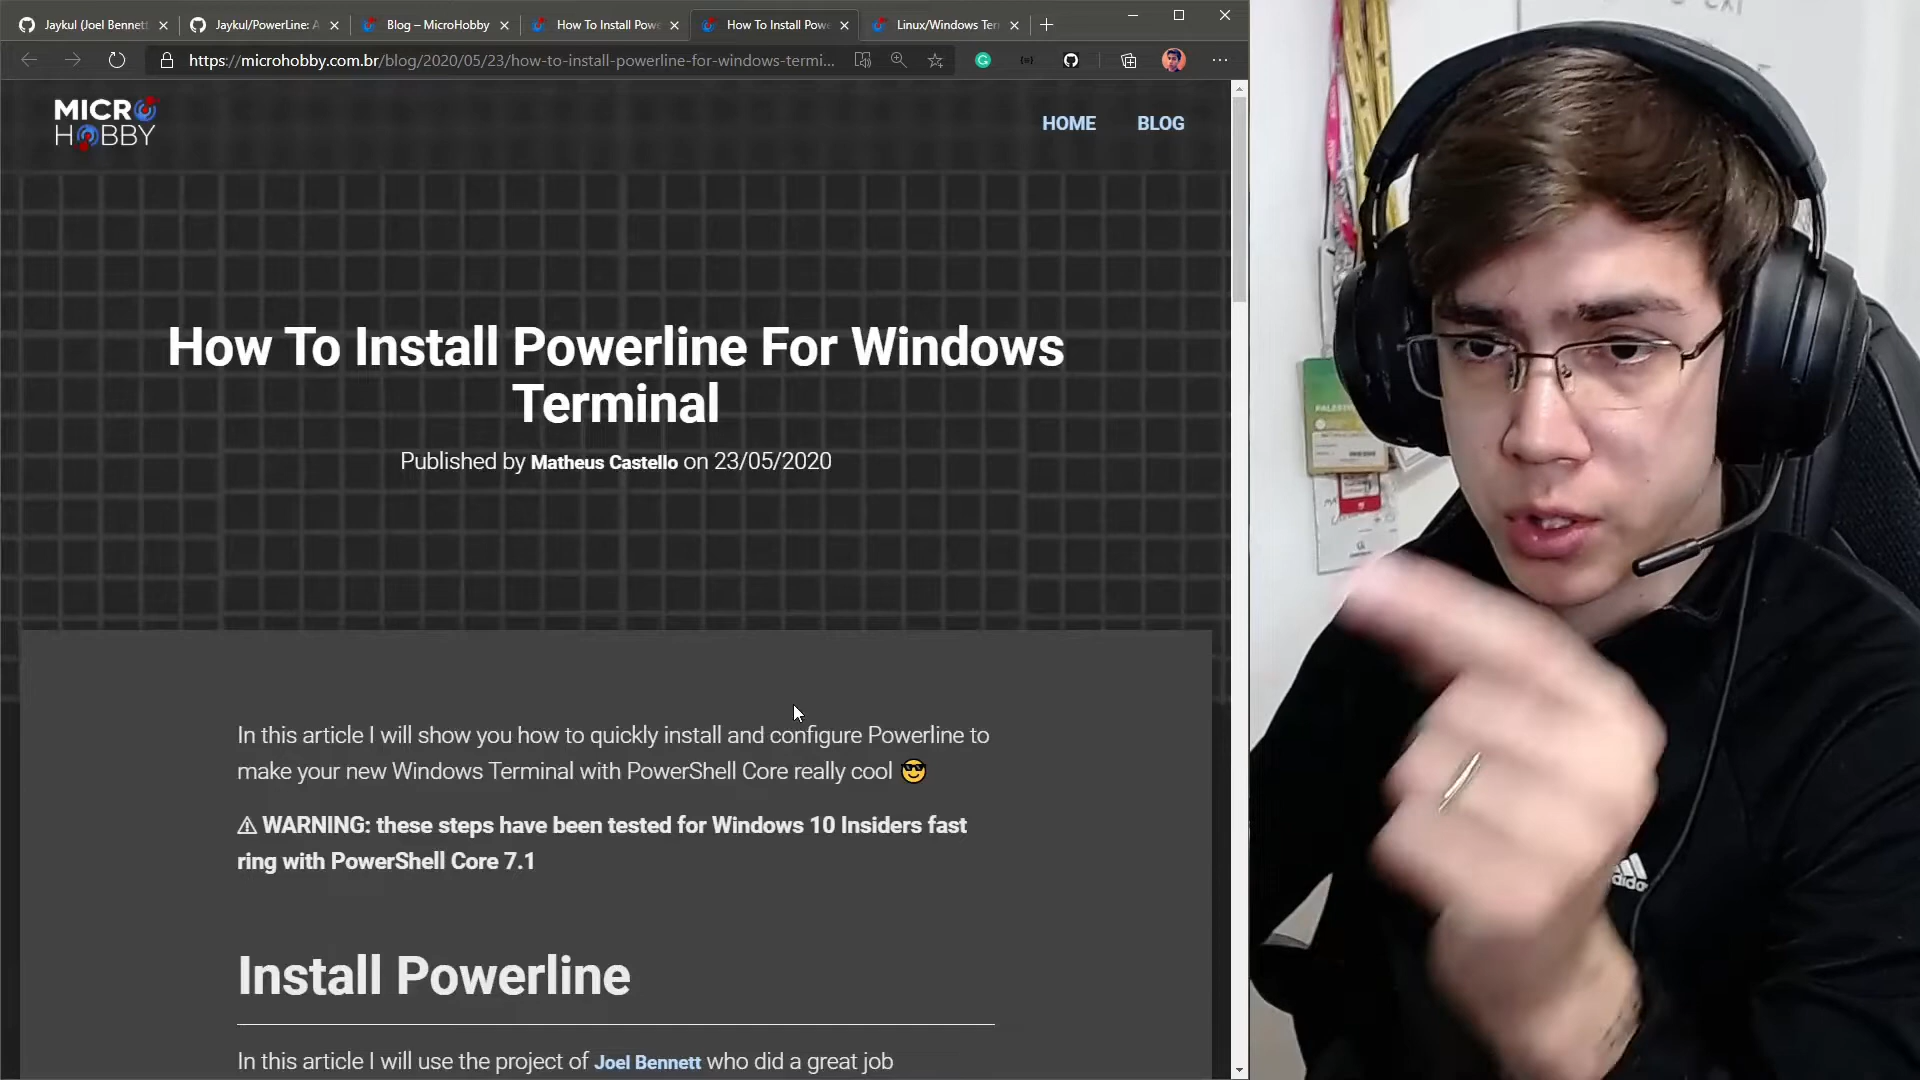 Jaykul (Joel Bennett
Jaykul/PowerLine: A
Blog – MicroHobby
How To Install Powe
How To Install Powe
Linux/Windows Ter
https://microhobby.com.br/blog/2020/05/23/how-to-install-powerline-for-windows-termi...
MICRO
HOBBY
HOME
BLOG
How To Install Powerline For Windows
Terminal
Published by Matheus Castello on 23/05/2020
In this article I will show you how to quickly install and configure Powerline to
make your new Windows Terminal with PowerShell Core really cool 😎
⚠ WARNING: these steps have been tested for Windows 10 Insiders fast
ring with PowerShell Core 7.1
Install Powerline
In this article I will use the project of Joel Bennett who did a great job
adidas